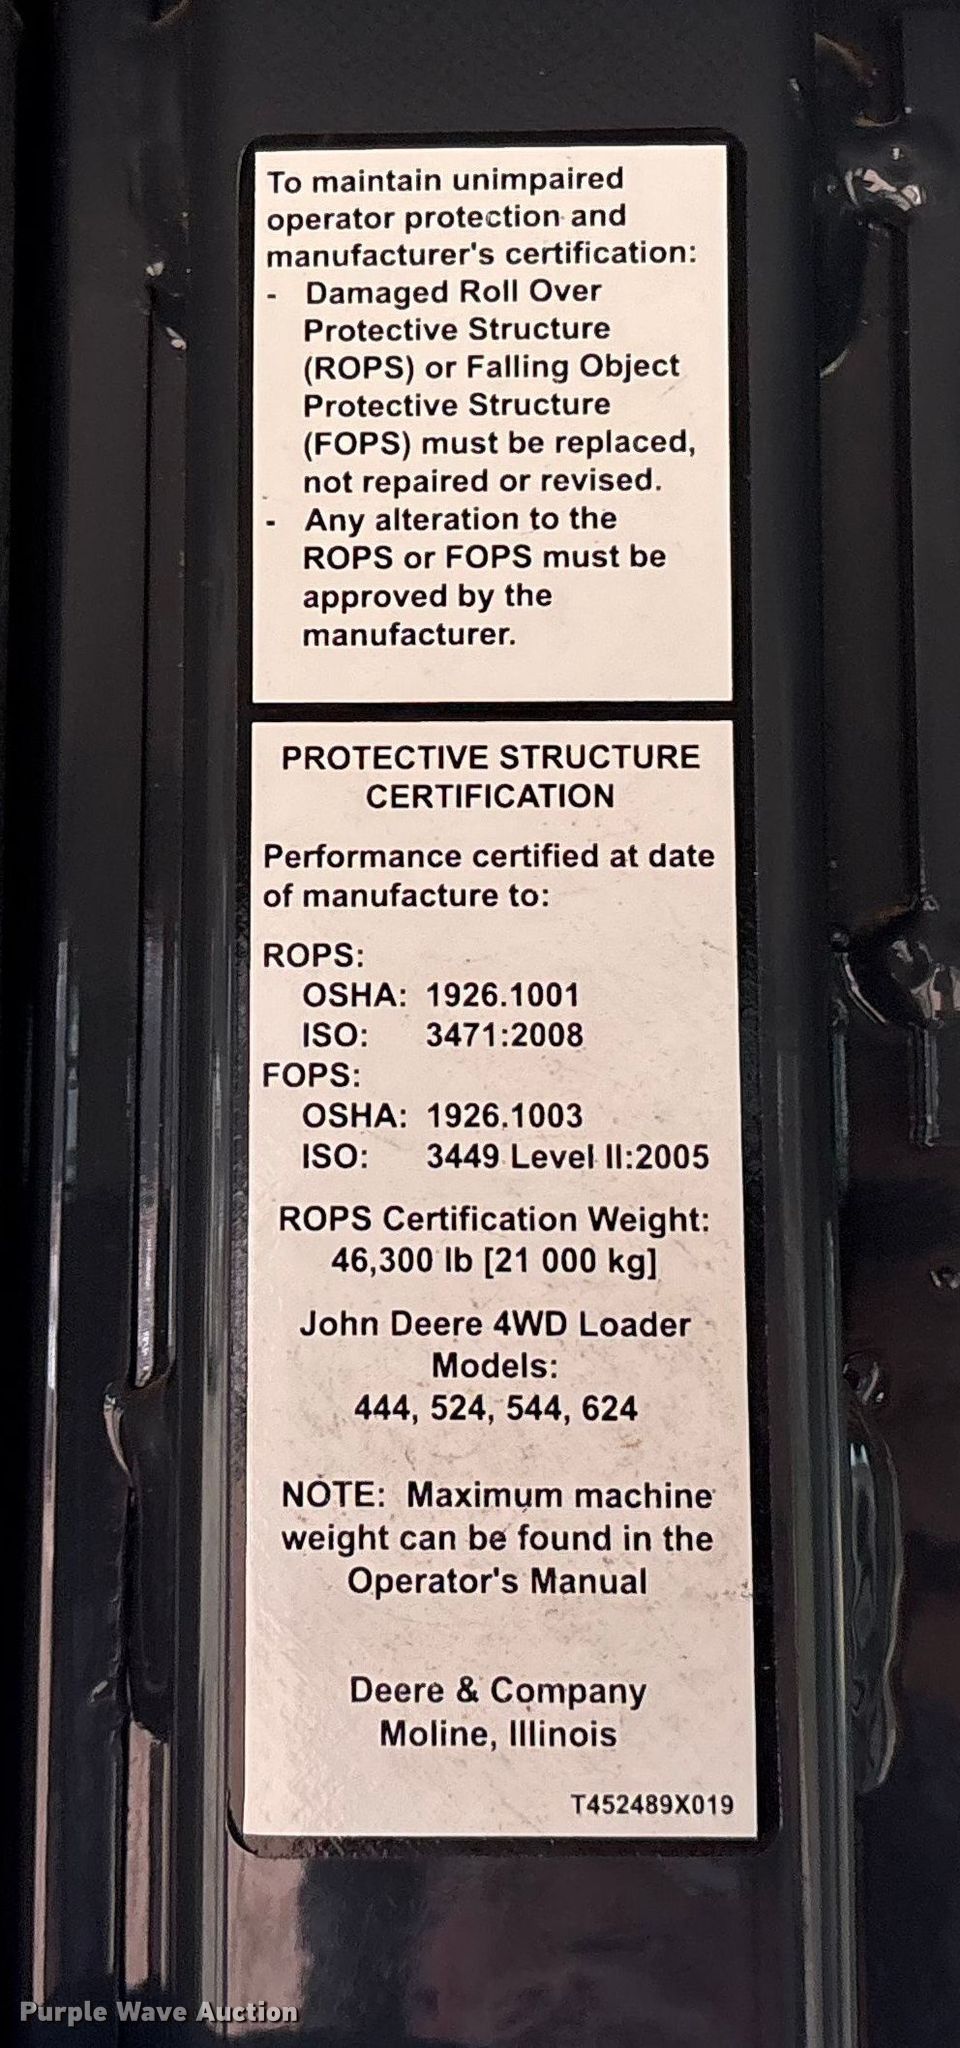 To maintain unimpaired
operator protection and
manufacturer's certification:
- Damaged Roll Over
Protective Structure
(ROPS) or Falling Object
Protective Structure
(FOPS) must be replaced,
not repaired or revised.
- Any alteration to the
ROPS or FOPS must be
approved by the
manufacturer.
PROTECTIVE STRUCTURE
CERTIFICATION
Performance certified at date
of manufacture to:
ROPS:
OSHA: 1926.1001
ISO: 3471:2008
FOPS:
OSHA: 1926.1003
ISO: 3449 Level II:2005
ROPS Certification Weight:
46,300 lb [21 000 kg]
John Deere 4WD Loader
Models:
444, 524, 544, 624
NOTE: Maximum machine
weight can be found in the
Operator's Manual
Deere & Company
Moline, Illinois
T452489X019
Purple Wave Auction